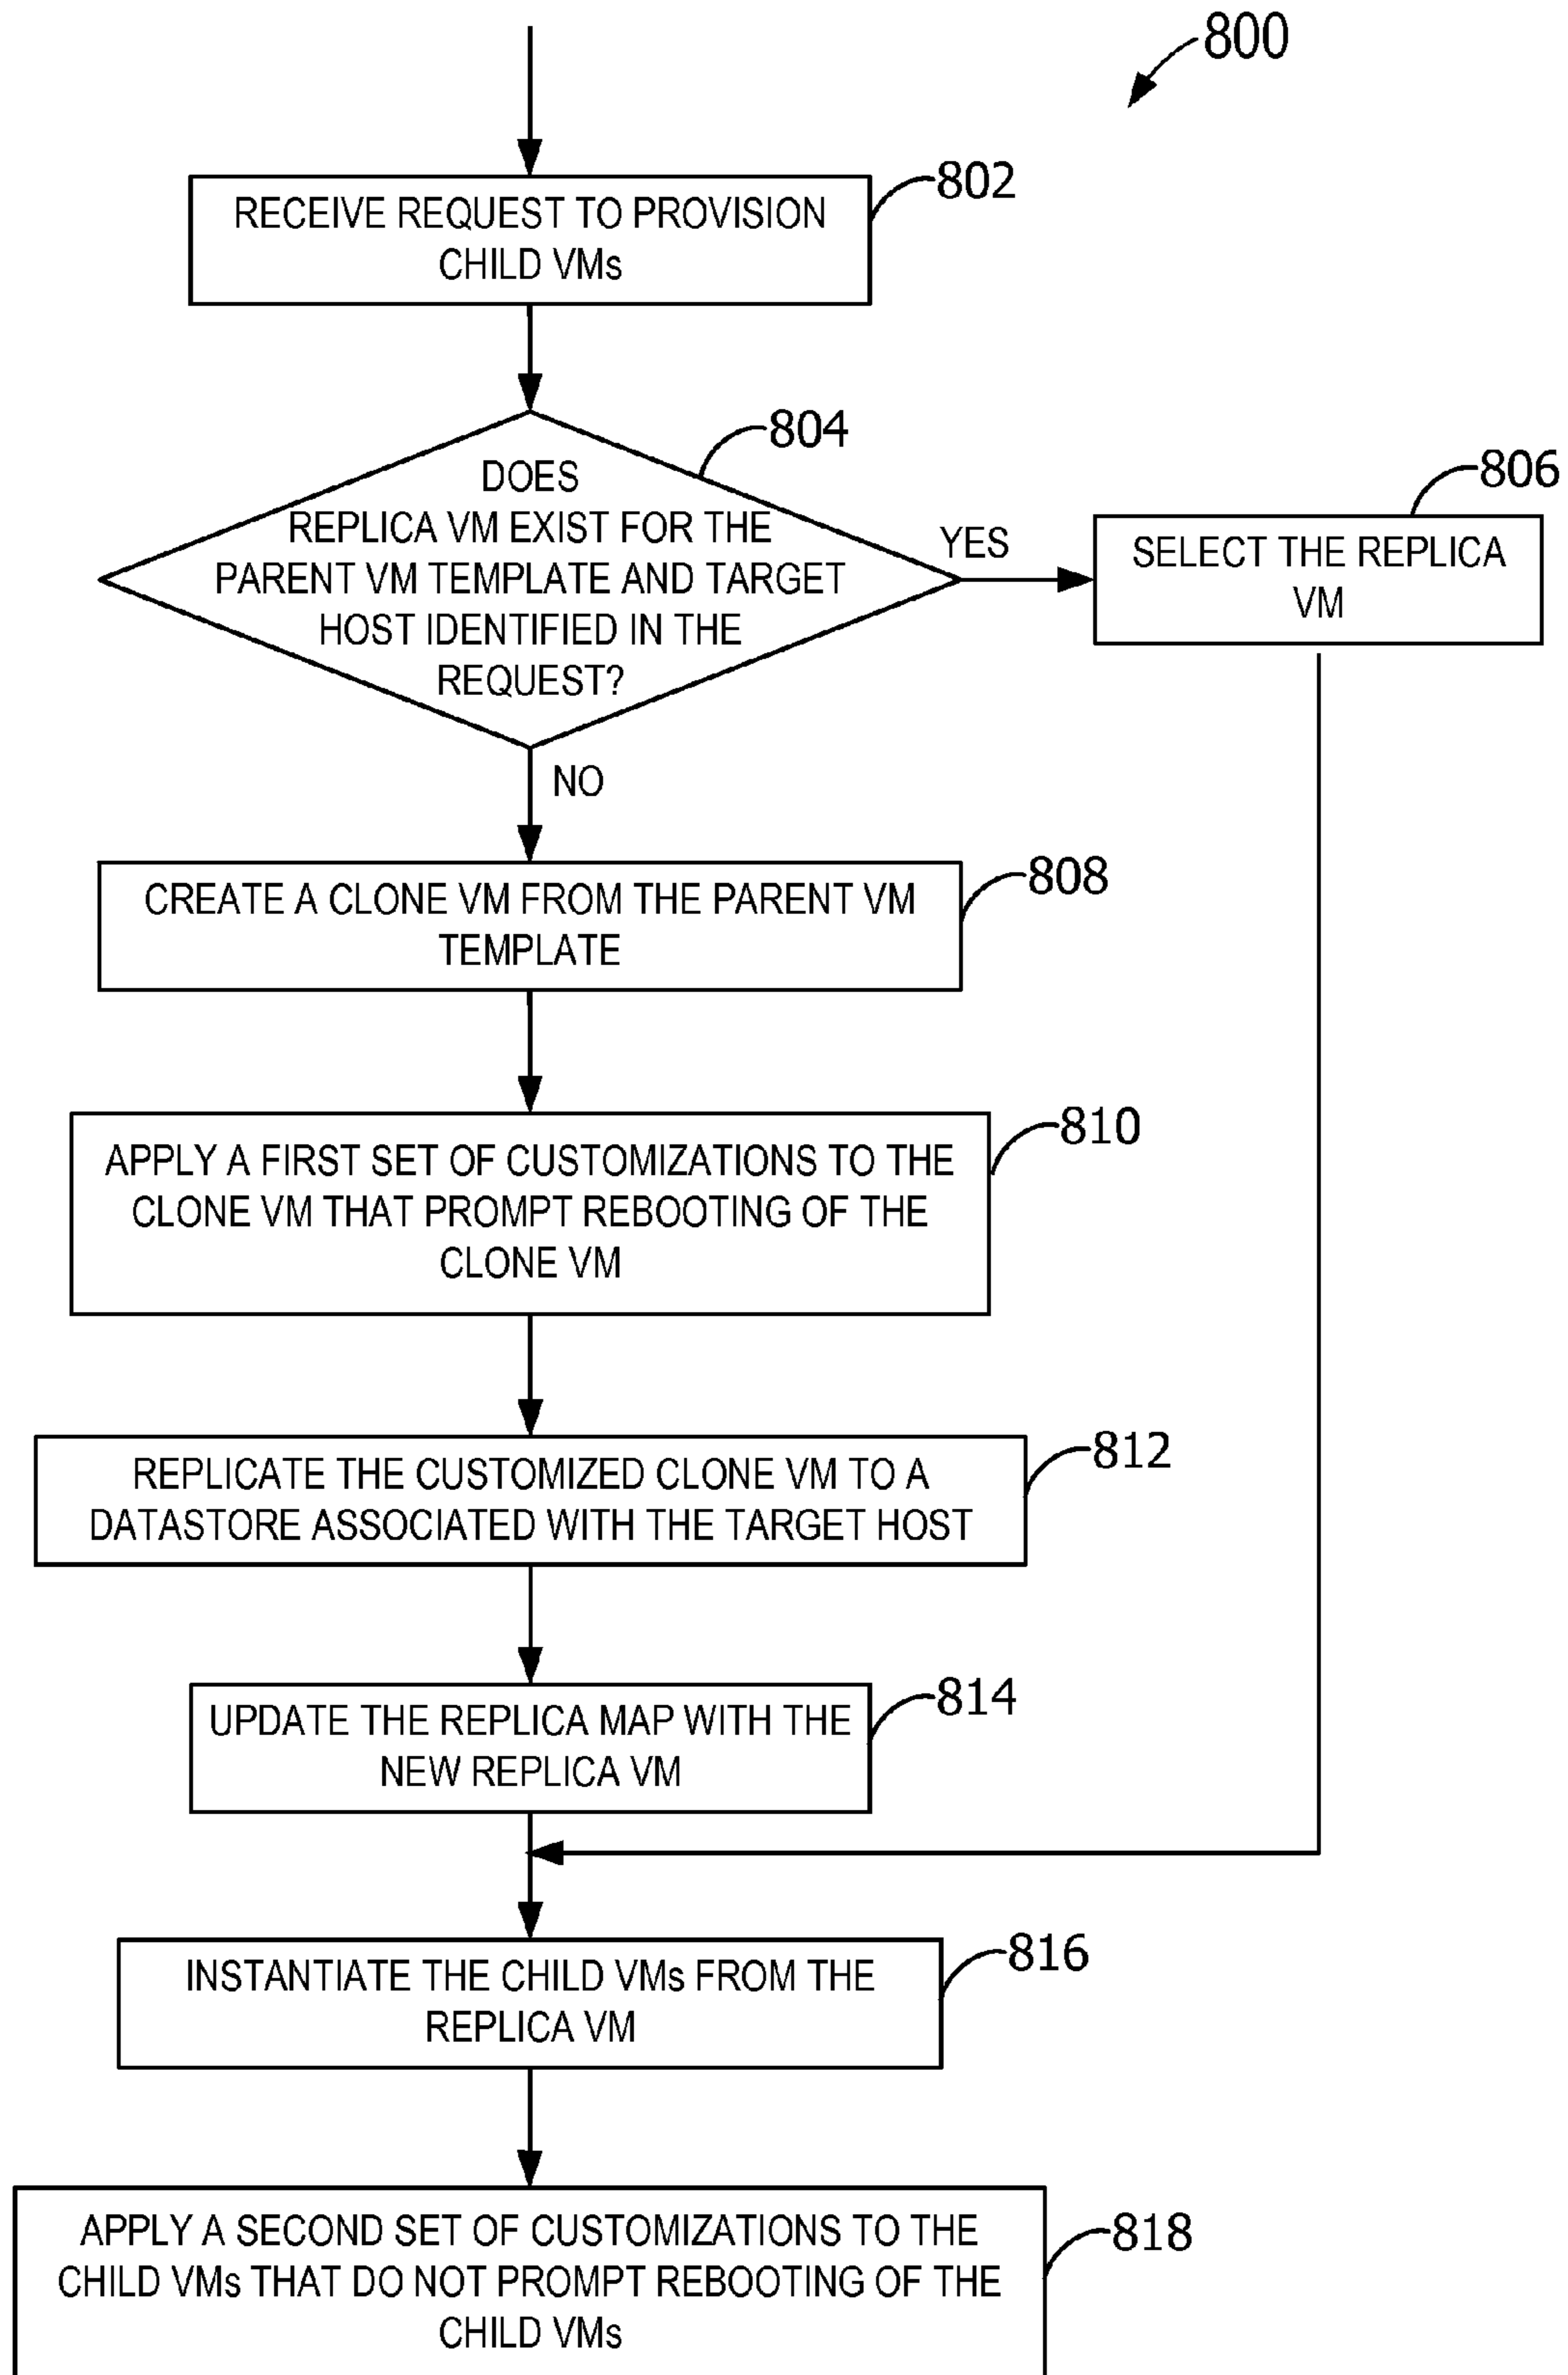 800
802
RECEIVE REQUEST TO PROVISION
CHILD VMs
804
DOES
REPLICA VM EXIST FOR THE
PARENT VM TEMPLATE AND TARGET
HOST IDENTIFIED IN THE
REQUEST?
YES
806
SELECT THE REPLICA
VM
NO
808
CREATE A CLONE VM FROM THE PARENT VM
TEMPLATE
810
APPLY A FIRST SET OF CUSTOMIZATIONS TO THE
CLONE VM THAT PROMPT REBOOTING OF THE
CLONE VM
812
REPLICATE THE CUSTOMIZED CLONE VM TO A
DATASTORE ASSOCIATED WITH THE TARGET HOST
814
UPDATE THE REPLICA MAP WITH THE
NEW REPLICA VM
816
INSTANTIATE THE CHILD VMs FROM THE
REPLICA VM
818
APPLY A SECOND SET OF CUSTOMIZATIONS TO THE
CHILD VMs THAT DO NOT PROMPT REBOOTING OF THE
CHILD VMs